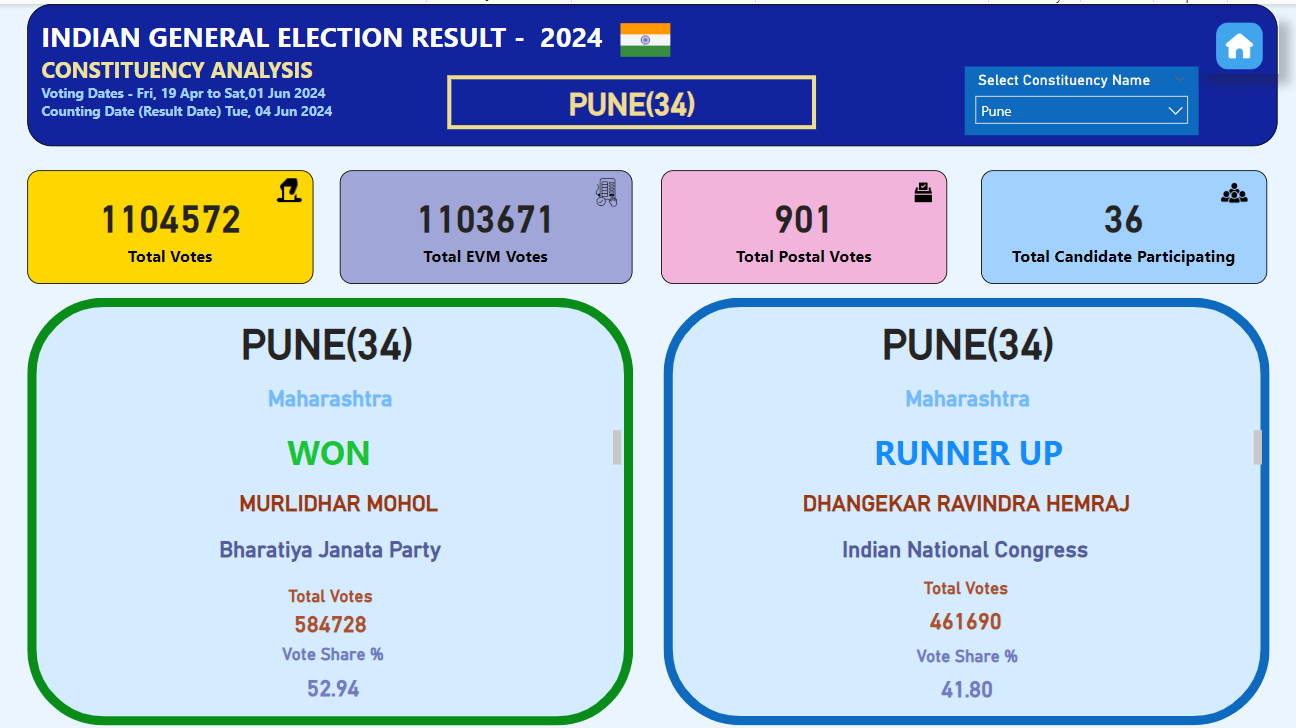 INDIAN GENERAL ELECTION RESULT - 2024
CONSTITUENCY ANALYSIS
Voting Dates - Fri, 19 Apr to Sat,01 Jun 2024
Counting Date (Result Date) Tue, 04 Jun 2024
PUNE(34)
Select Constituency Name
Pune
1104572
Total Votes
1103671
Total EVM Votes
901
Total Postal Votes
36
Total Candidate Participating
PUNE(34)
Maharashtra
WON
MURLIDHAR MOHOL
Bharatiya Janata Party
Total Votes
584728
Vote Share %
52.94
PUNE(34)
Maharashtra
RUNNER UP
DHANGEKAR RAVINDRA HEMRAJ
Indian National Congress
Total Votes
461690
Vote Share %
41.80